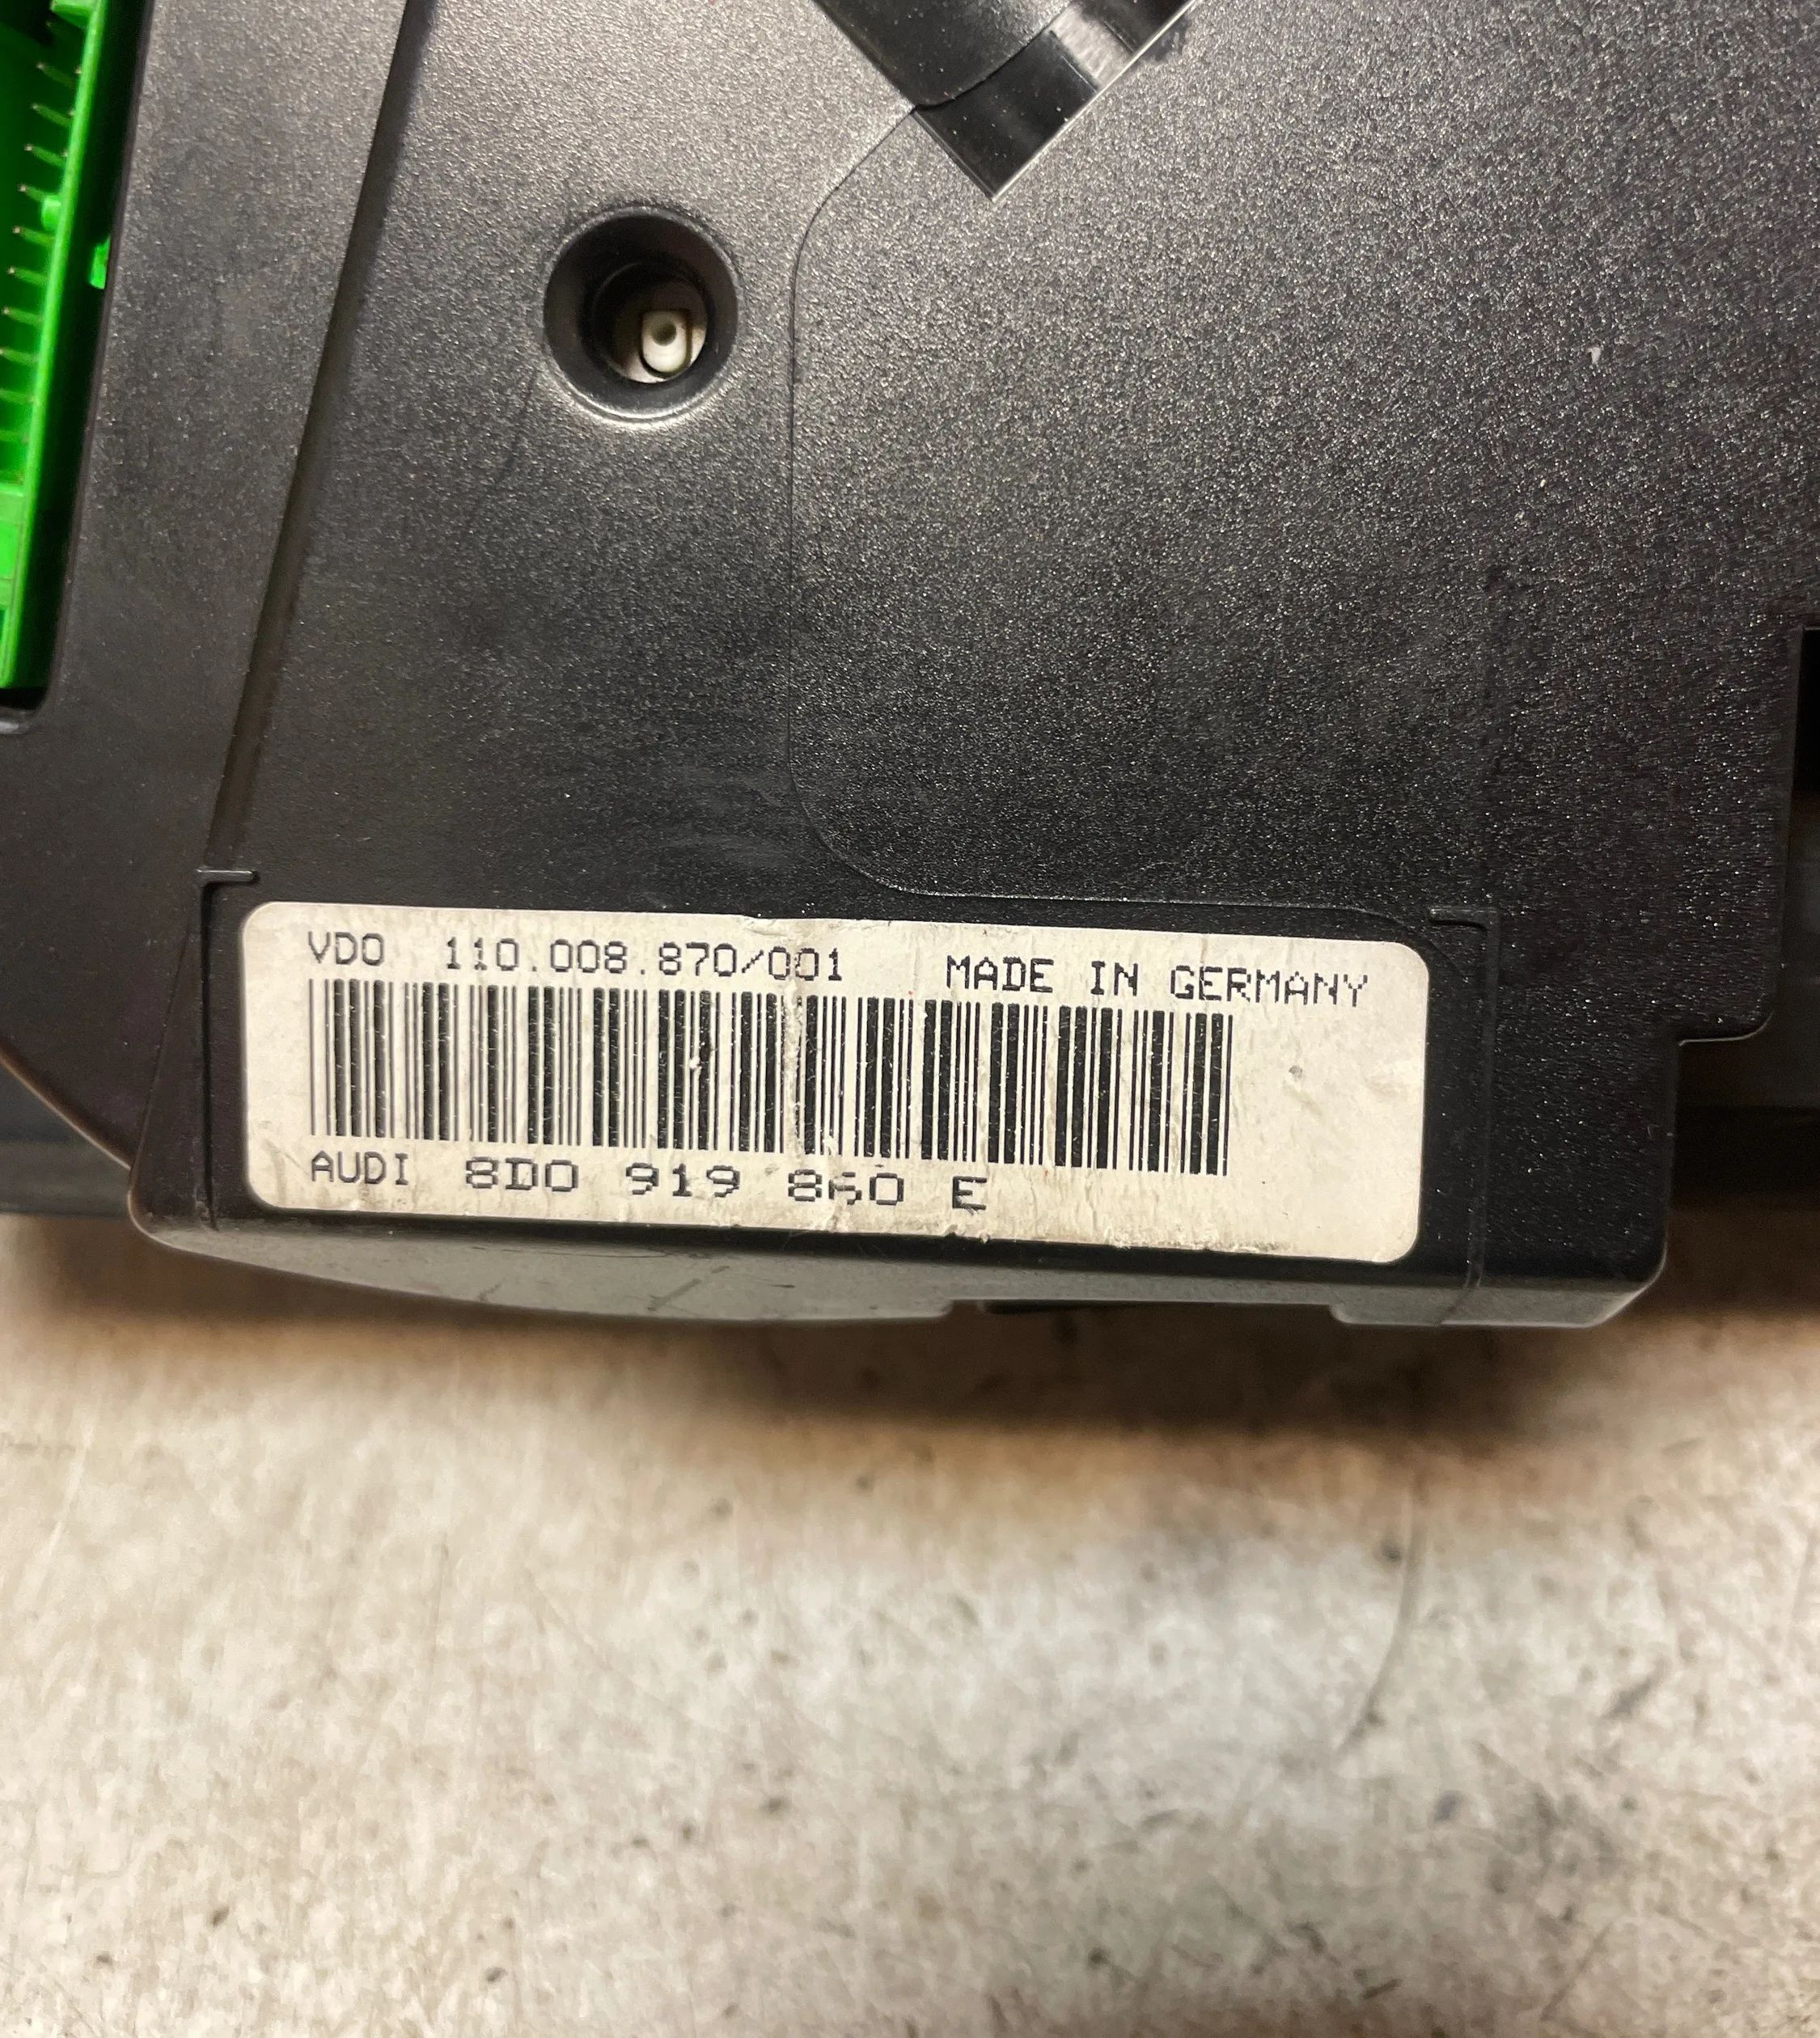 VDO 110.008.870/001 MADE IN GERMANY
AUDI 8D0 919 860 E